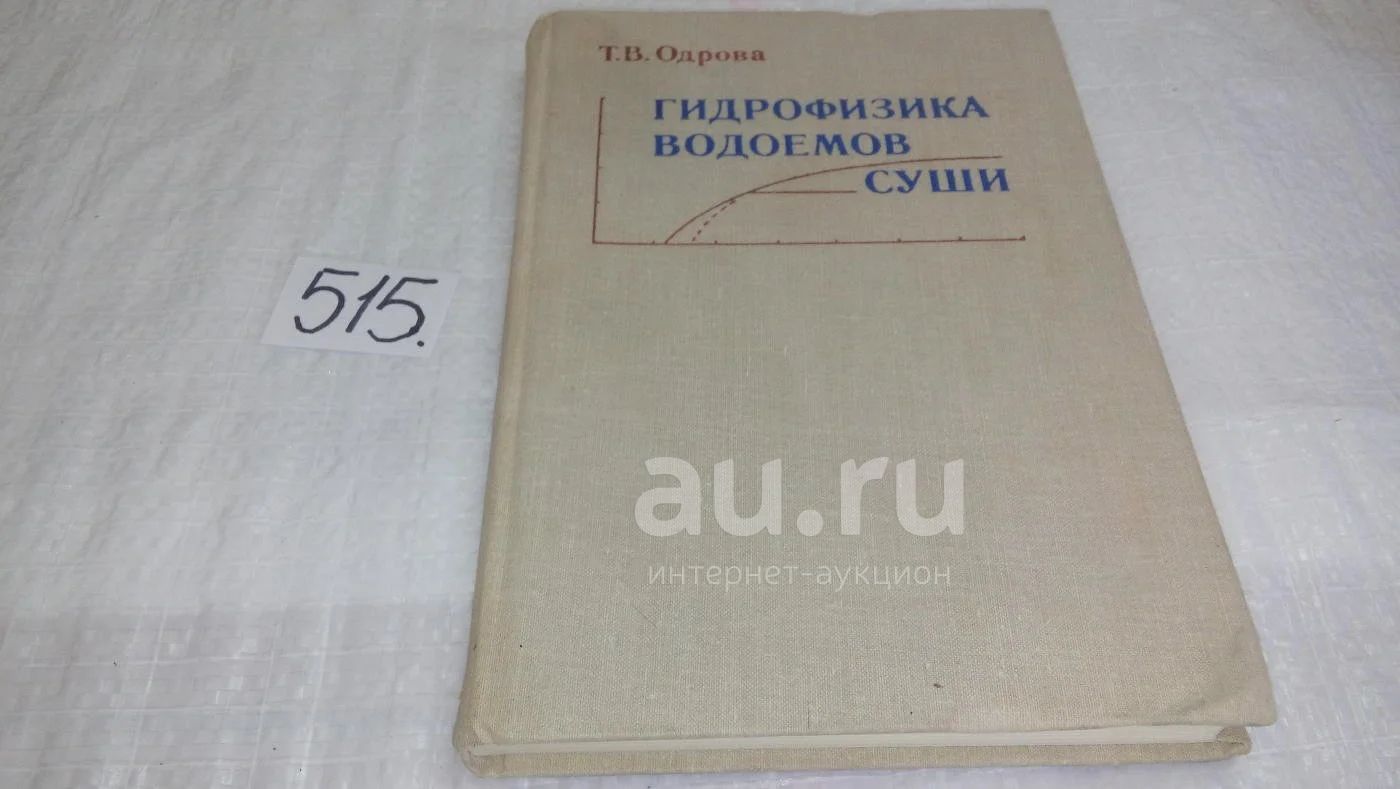 Т.В. Одрова
ГИДРОФИЗИКА
ВОДОЕМОВ
СУШИ
515.
au.ru
интернет-аукцион